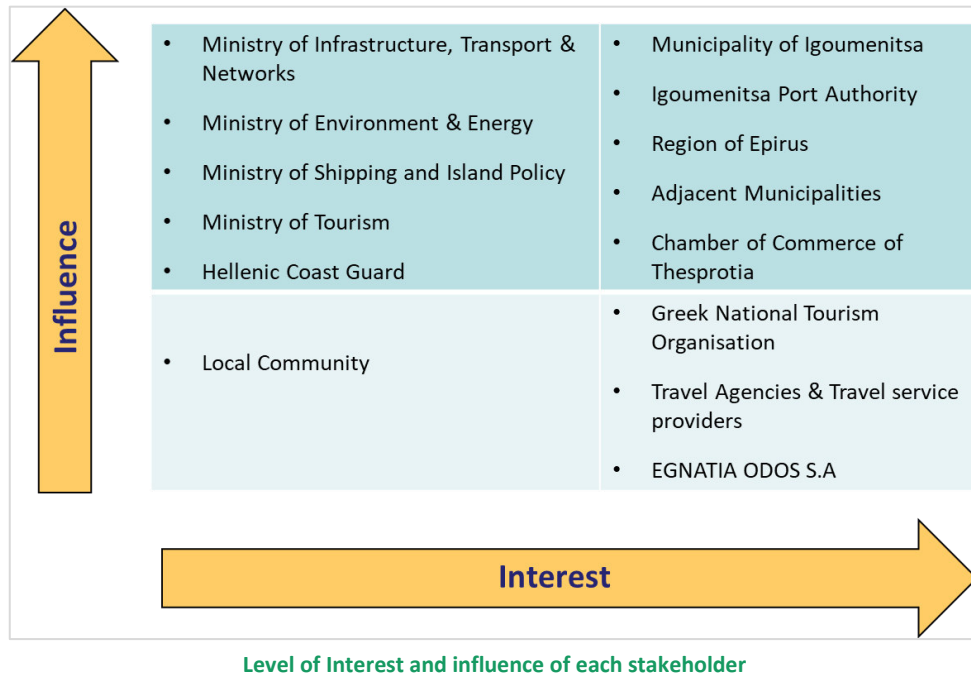 Influence
• Ministry of Infrastructure, Transport &
Networks
• Ministry of Environment & Energy
• Ministry of Shipping and Island Policy
• Ministry of Tourism
• Hellenic Coast Guard
• Municipality of Igoumenitsa
• Igoumenitsa Port Authority
• Region of Epirus
• Adjacent Municipalities
• Chamber of Commerce of
Thesprotia
• Local Community
• Greek National Tourism
Organisation
• Travel Agencies & Travel service
providers
• EGNATIA ODOS S.A
Interest
Level of Interest and influence of each stakeholder